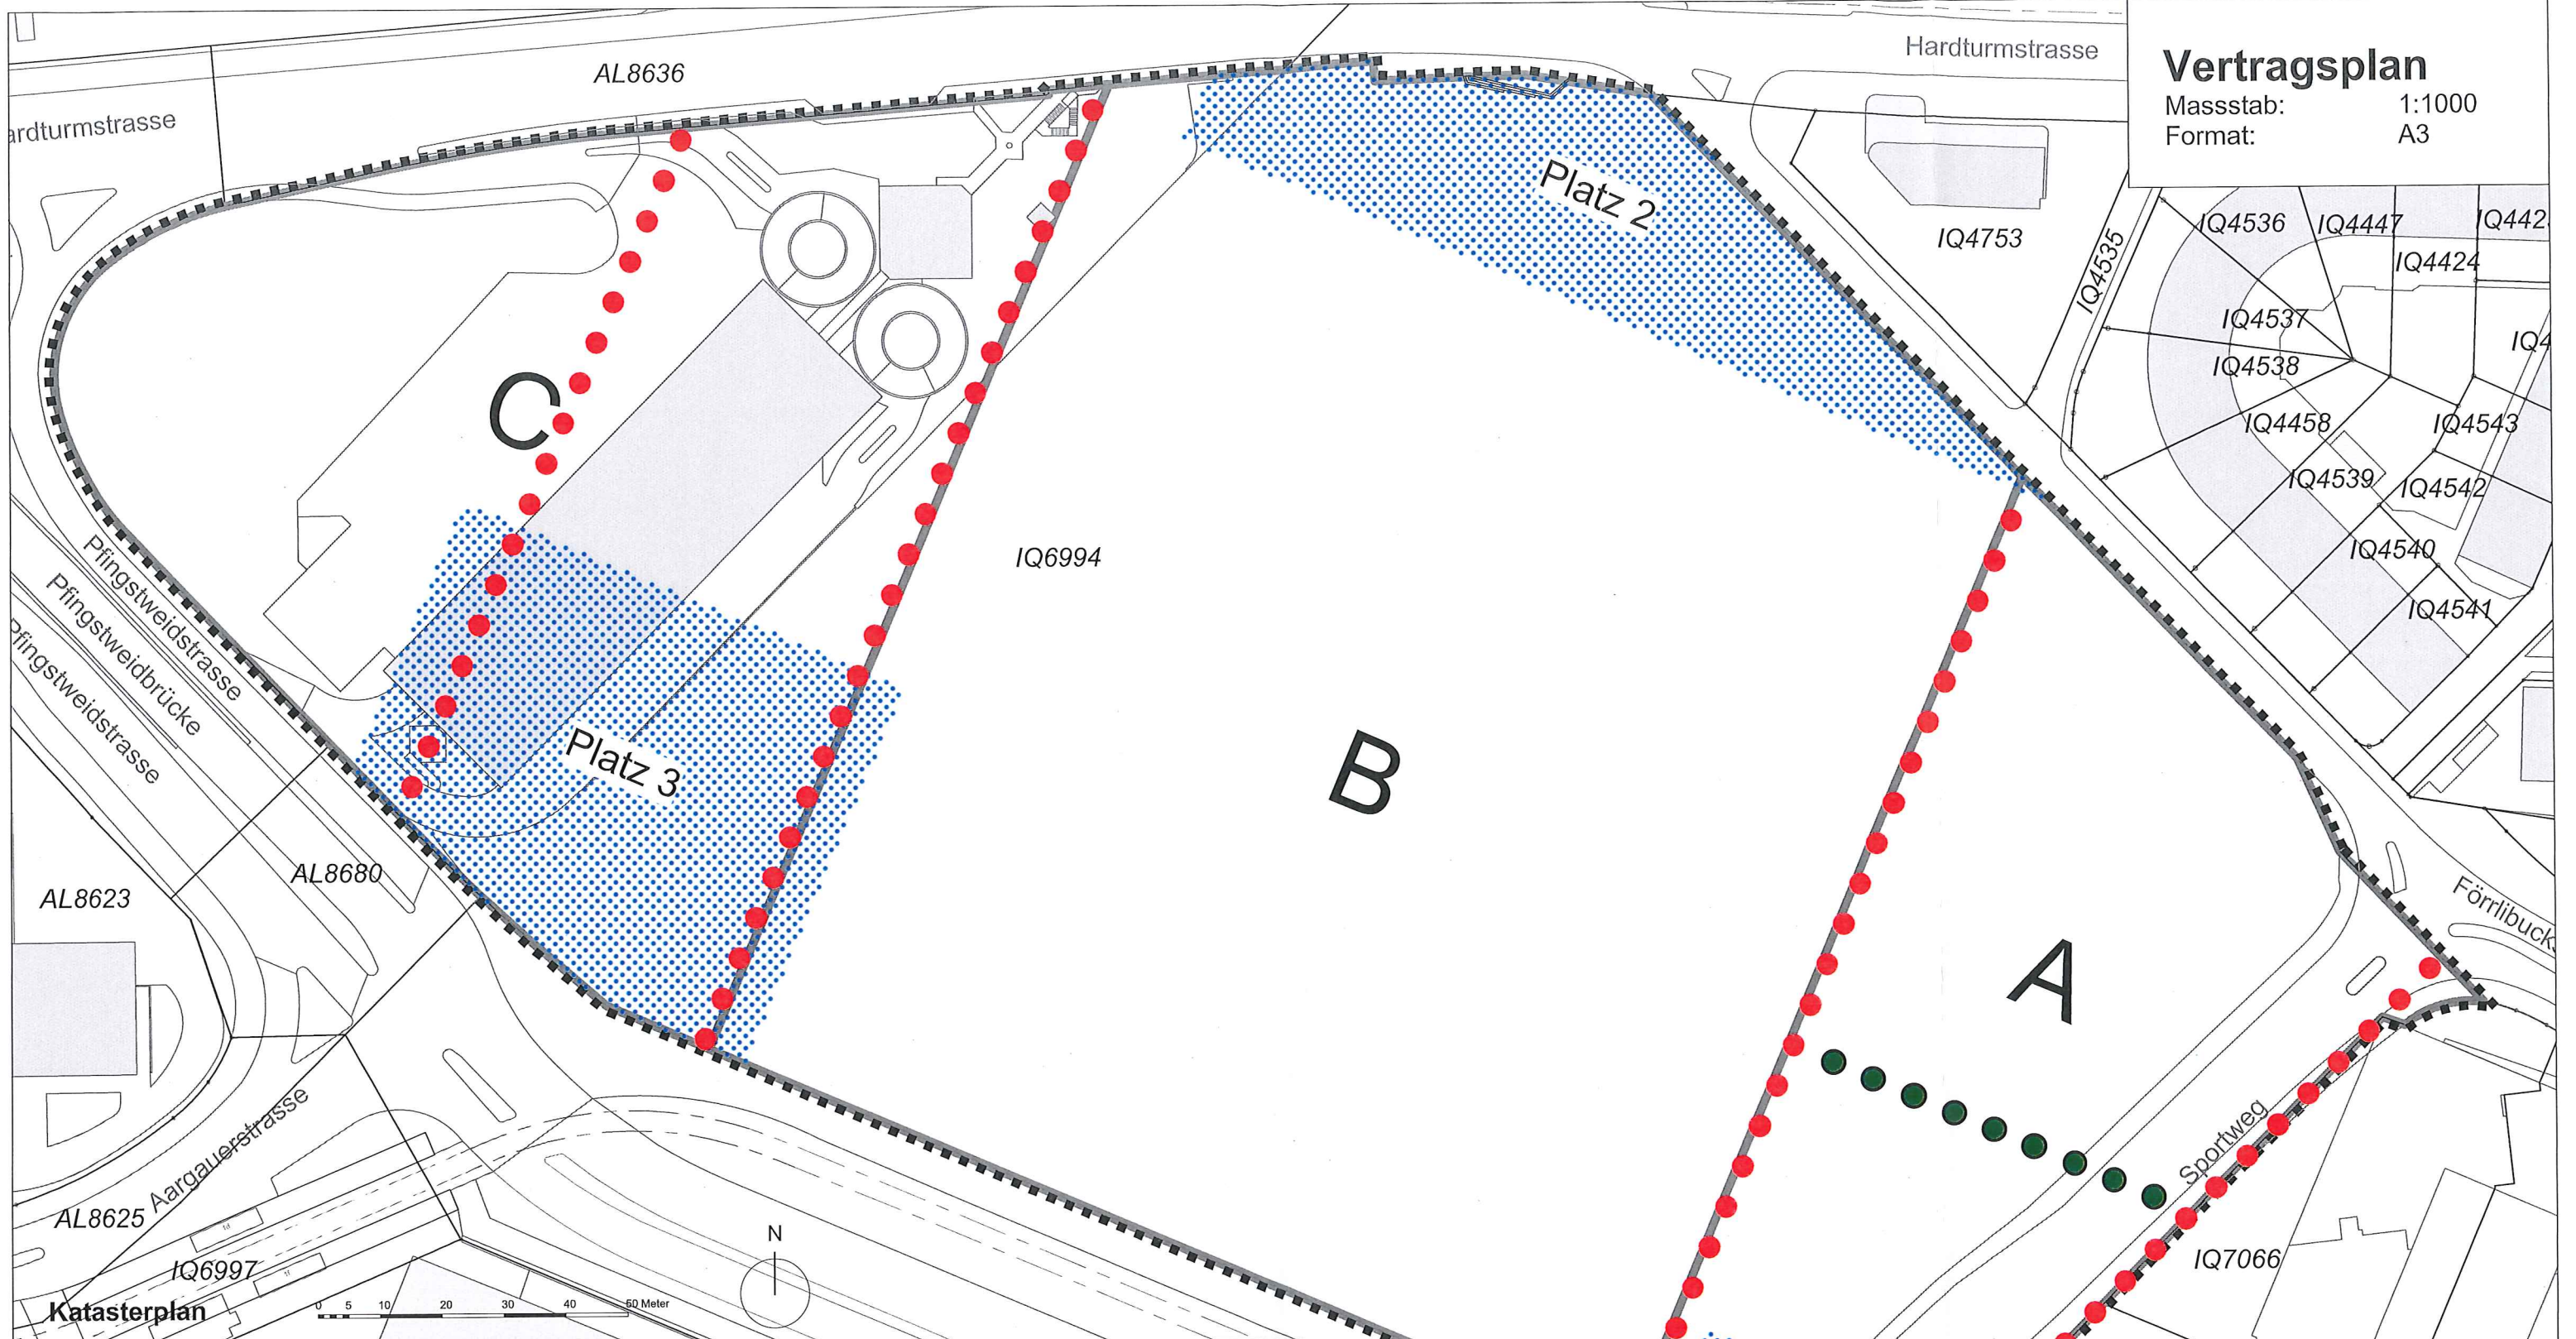 Vertragsplan
Massstab: 1:1000
Format: A3
Hardturmstrasse
AL8636
ardturmstrasse
Platz 2
IQ4753
IQ4535
IQ4536
IQ4447
IQ442
IQ4424
IQ4537
IQ4
IQ4538
IQ4458
IQ4543
IQ4539
IQ4542
IQ4540
IQ4541
C
IQ6994
Pfingstweidstrasse
Pfingstweidbrücke
Pfingstweidstrasse
Platz 3
B
A
AL8680
AL8623
Förrlibuck
Aargauerstrasse
Sportweg
AL8625
IQ6997
IQ7066
N
Katasterplan
0 5 10 20 30 40 50 Meter